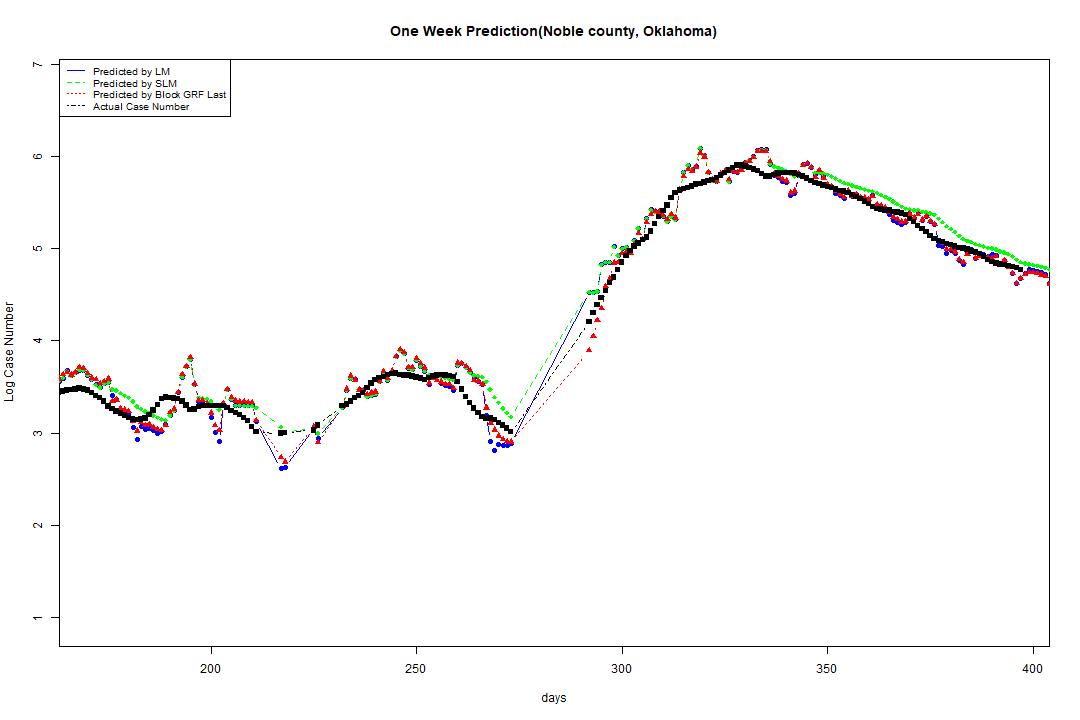 One Week Prediction(Noble county, Oklahoma)
Predicted by LM
Predicted by SLM
Predicted by Block GRF Last
Actual Case Number
7
6
5
4
3
2
1
Log Case Number
200
250
300
350
400
days